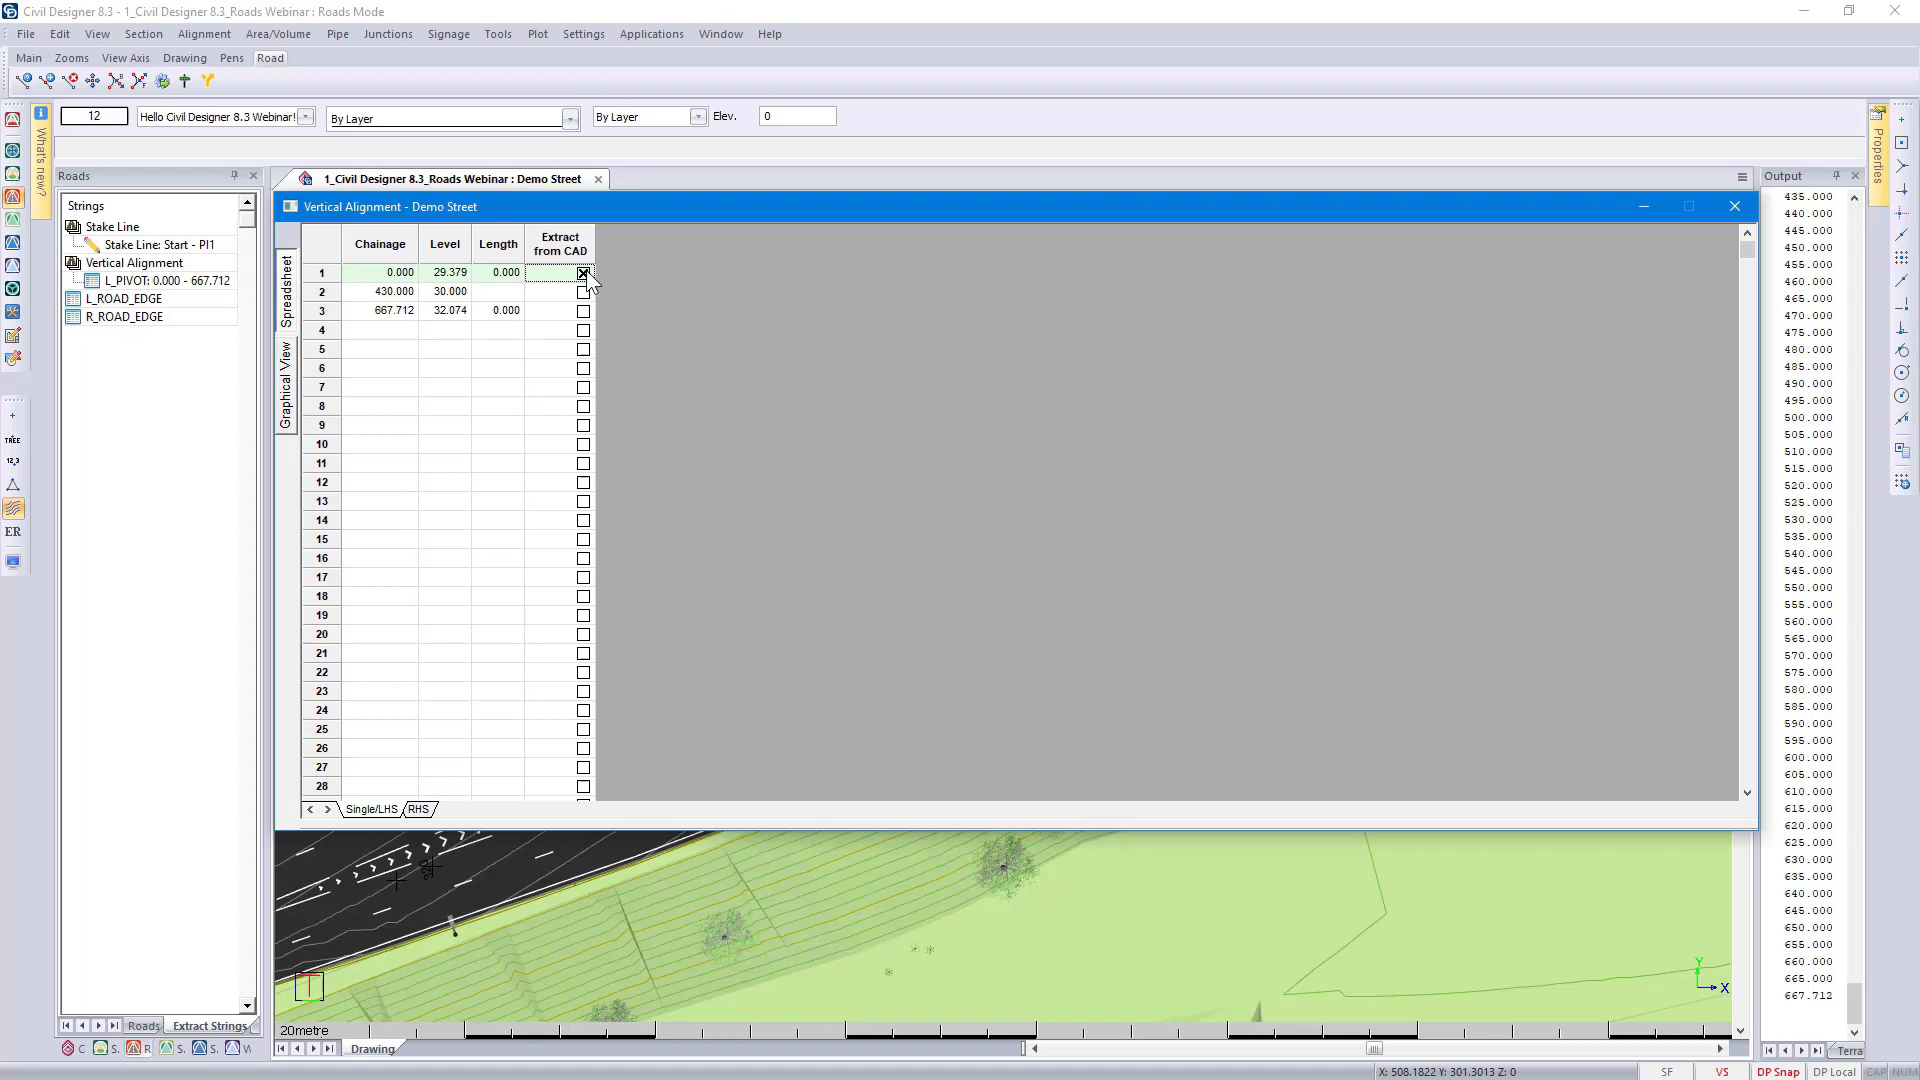 Civil Designer 8.3 - 1_Civil Designer 8.3_Roads Webinar : Roads Mode
File Edit View Section Alignment Area/Volume Pipe Junctions Signage Tools Plot Settings Applications Window Help
Main Zooms View Axis Drawing Pens Road
12 Hello Civil Designer 8.3 Webinar! By Layer By Layer Elev. 0
What's new?
Properties
Roads
1_Civil Designer 8.3_Roads Webinar : Demo Street
Output
Strings
Stake Line
Stake Line: Start - PI1
Vertical Alignment
L_PIVOT: 0.000 - 667.712
L_ROAD_EDGE
R_ROAD_EDGE
TREE
12.3
ER
Vertical Alignment - Demo Street
Spreadsheet
Graphical View
Chainage Level Length Extract from CAD
1 0.000 29.379 0.000
2 430.000 30.000
3 667.712 32.074 0.000
4
5
6
7
8
9
10
11
12
13
14
15
16
17
18
19
20
21
22
23
24
25
26
27
28
Single/LHS RHS
435.000
440.000
445.000
450.000
455.000
460.000
465.000
470.000
475.000
480.000
485.000
490.000
495.000
500.000
505.000
510.000
515.000
520.000
525.000
530.000
535.000
540.000
545.000
550.000
555.000
560.000
565.000
570.000
575.000
580.000
585.000
590.000
595.000
600.000
605.000
610.000
615.000
620.000
625.000
630.000
635.000
640.000
645.000
650.000
655.000
660.000
665.000
667.712
Y
X
20metre
Roads Extract Strings
C S. R S. S. W
Drawing
Terra
X: 508.1822 Y: 301.3013 Z: 0 SF VS DP Snap DP Local CAP NUM